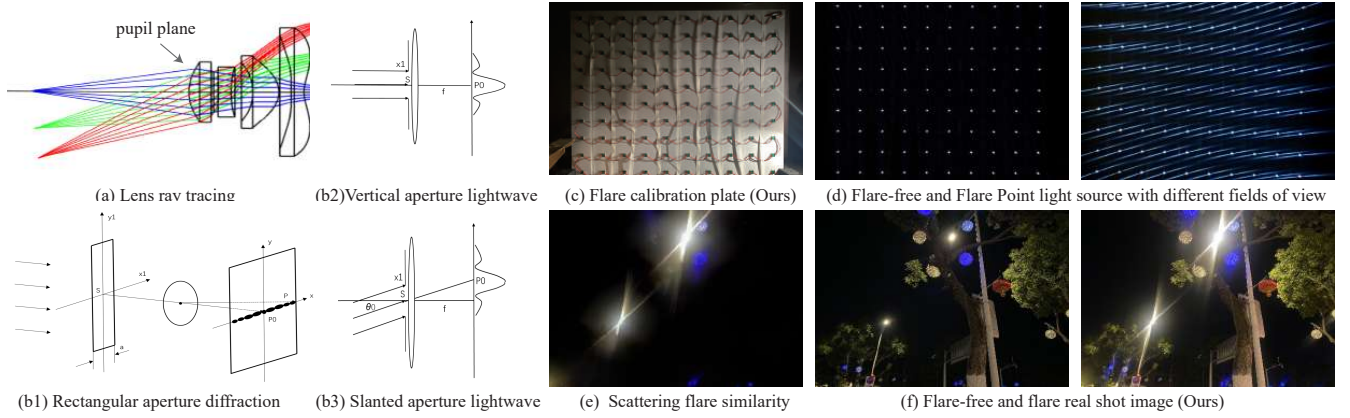 pupil plane
(a) Lens ray tracing
x1
S
f
P0
(b2)Vertical aperture lightwave
(c) Flare calibration plate (Ours)
(d) Flare-free and Flare Point light source with different fields of view
y1
x1
S
a
y
P
x
P0
(b1) Rectangular aperture diffraction
x1
S
θ0
f
P0
(b3) Slanted aperture lightwave
(e) Scattering flare similarity
(f) Flare-free and flare real shot image (Ours)